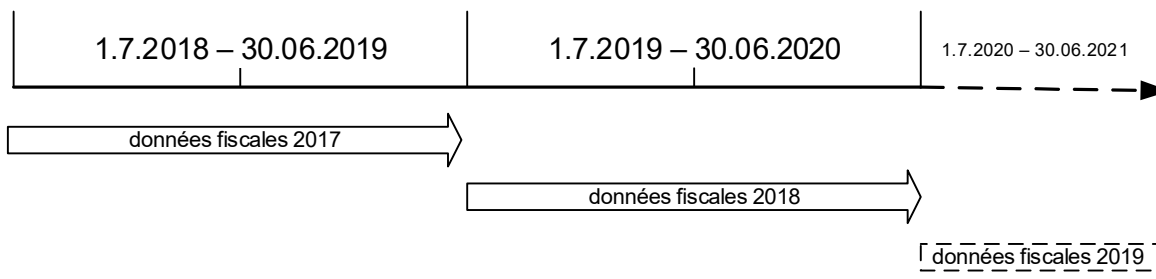 1.7.2018 – 30.06.2019
1.7.2019 – 30.06.2020
1.7.2020 – 30.06.2021
données fiscales 2017
données fiscales 2018
données fiscales 2019